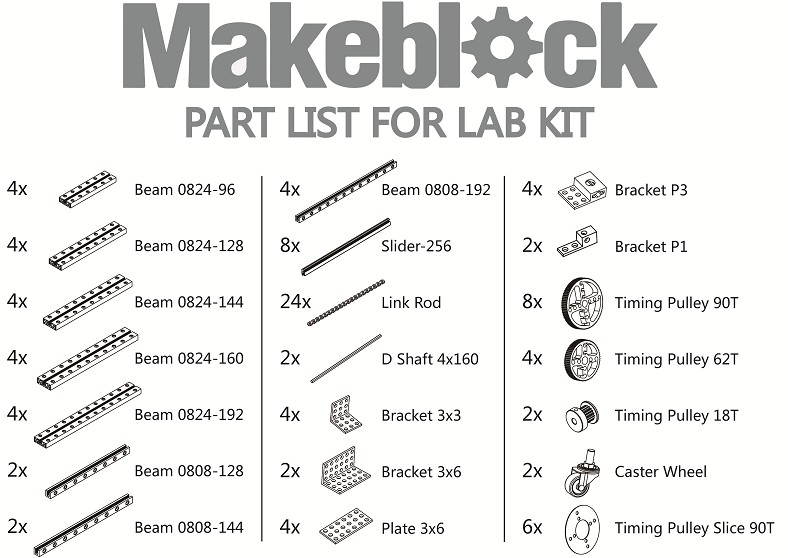 Makeblock
PART LIST FOR LAB KIT
4x Beam 0824-96
4x Beam 0824-128
4x Beam 0824-144
4x Beam 0824-160
4x Beam 0824-192
2x Beam 0808-128
2x Beam 0808-144
4x Beam 0808-192
8x Slider-256
24x Link Rod
2x D Shaft 4x160
4x Bracket 3x3
2x Bracket 3x6
4x Plate 3x6
4x Bracket P3
2x Bracket P1
8x Timing Pulley 90T
4x Timing Pulley 62T
2x Timing Pulley 18T
2x Caster Wheel
6x Timing Pulley Slice 90T